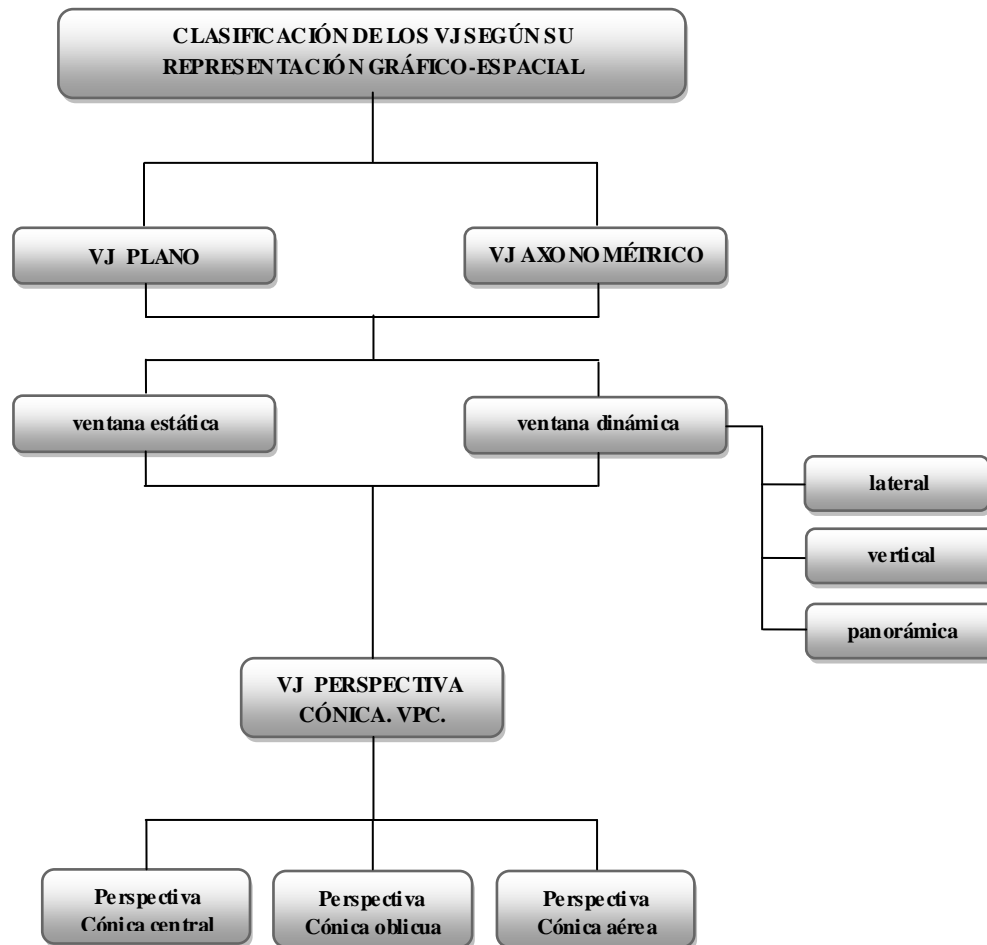 CLASIFICACIÓN DE LOS VJ SEGÚN SU
REPRESENTACIÓN GRÁFICO-ESPACIAL
VJ PLANO
VJ AXONOMÉTRICO
ventana estática
ventana dinámica
lateral
vertical
panorámica
VJ PERSPECTIVA
CÓNICA. VPC.
Perspectiva
Cónica central
Perspectiva
Cónica oblicua
Perspectiva
Cónica aérea